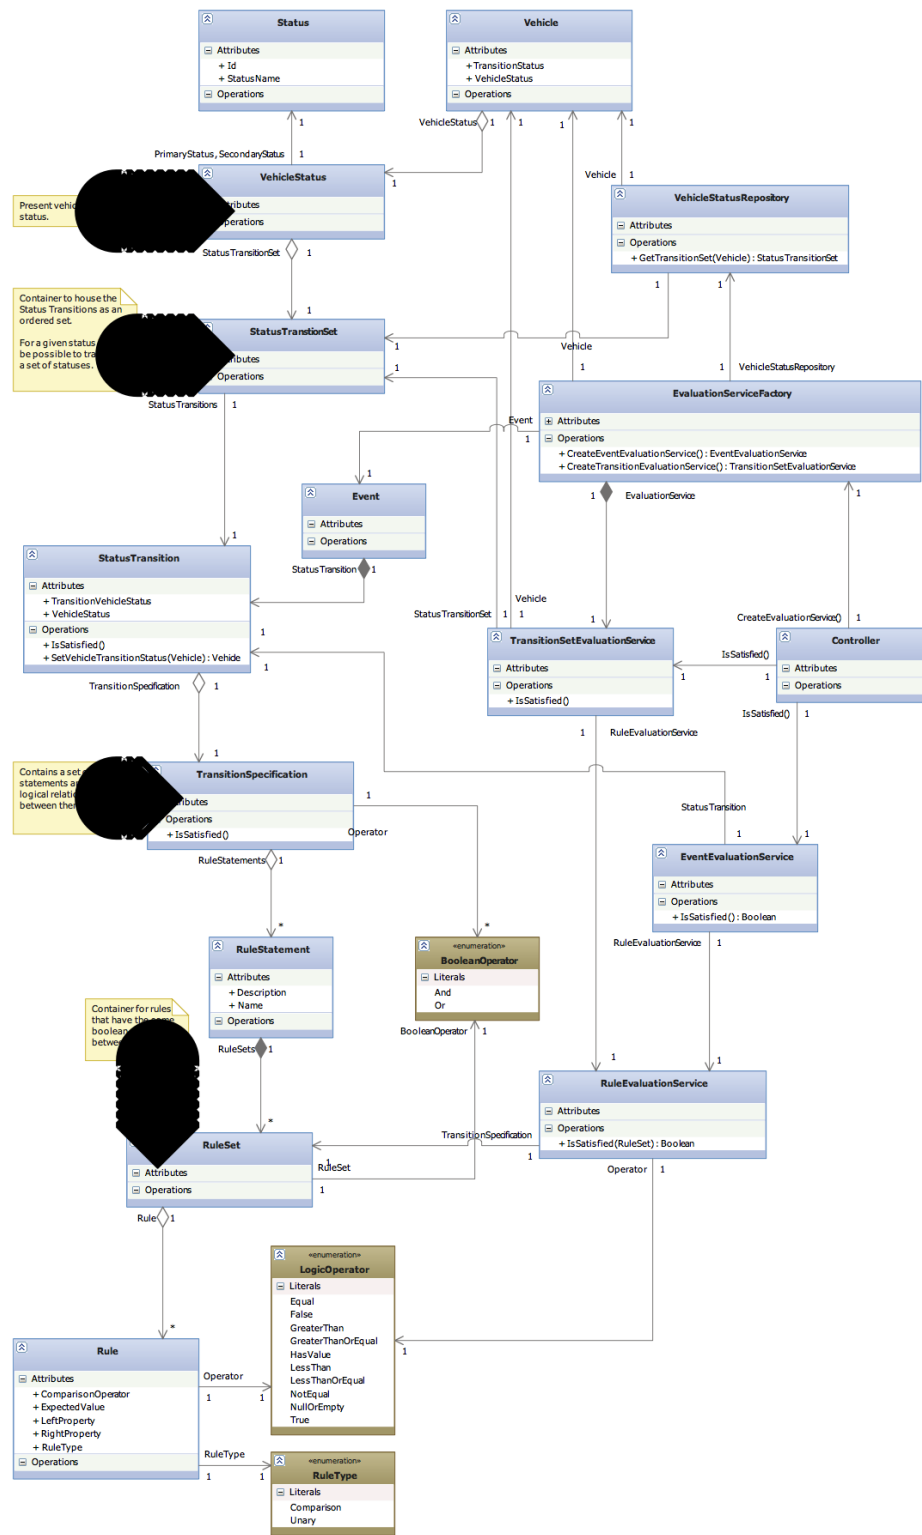 Status
Attributes
+ Id
+ StatusName
Operations
Vehicle
Attributes
+ TransitionStatus
+ VehicleStatus
Operations
VehicleStatus
1
1
1
1
1
1
PrimaryStatus, SecondaryStatus
1
Vehicle
1
VehicleStatus
1
Present
status.
StatusTransitionSet
1
VehicleStatusRepository
Attributes
Operations
+ GetTransitionSet(Vehicle) : StatusTransitionSet
1
1
Container to house the
Status Transitions as an
ordered set.
For a given status
be possible to
a set of statuses.
1
StatusTranstionSet
Operations
1
1
Vehicle
1
1
VehicleStatusRepository
StatusTransitions
1
EvaluationServiceFactory
Attributes
Operations
+ CreateEventEvaluationService() : EventEvaluationService
+ CreateTransitionEvaluationService() : TransitionSetEvaluationService
Event
1
1
Event
Attributes
Operations
1
EvaluationService
1
StatusTransition
1
1
StatusTransition
Attributes
+ TransitionVehicleStatus
+ VehicleStatus
Operations
+ IsSatisfied()
+ SetVehicleTransitionStatus(Vehicle) : Vehicle
1
1
Vehicle
StatusTransitionSet
1
1
1
CreateEvaluationService()
1
TransitionSetEvaluationService
Attributes
Operations
+ IsSatisfied()
IsSatisfied()
1
1
Controller
Attributes
Operations
TransitionSpecification
1
1
RuleEvaluationService
IsSatisfied()
1
1
Contains a set
statements
logical
between
TransitionSpecification
Operations
+ IsSatisfied()
1
Operator
StatusTransition
1
1
RuleStatements
1
EventEvaluationService
Attributes
Operations
+ IsSatisfied() : Boolean
*
*
RuleEvaluationService
1
RuleStatement
Attributes
+ Description
+ Name
Operations
«enumeration»
BooleanOperator
Literals
And
Or
Container for rules
that have the
boolean
RuleSets
1
BooleanOperator
1
1
1
RuleEvaluationService
Attributes
Operations
+ IsSatisfied(RuleSet) : Boolean
*
TransitionSpecification
1
1
RuleSet
1
Operator
1
RuleSet
Attributes
Operations
Rule
1
«enumeration»
LogicOperator
Literals
Equal
False
GreaterThan
GreaterThanOrEqual
HasValue
LessThan
LessThanOrEqual
NotEqual
NullOrEmpty
True
*
1
Rule
Attributes
+ ComparisonOperator
+ ExpectedValue
+ LeftProperty
+ RightProperty
+ RuleType
Operations
Operator
1
1
RuleType
1
1
«enumeration»
RuleType
Literals
Comparison
Unary